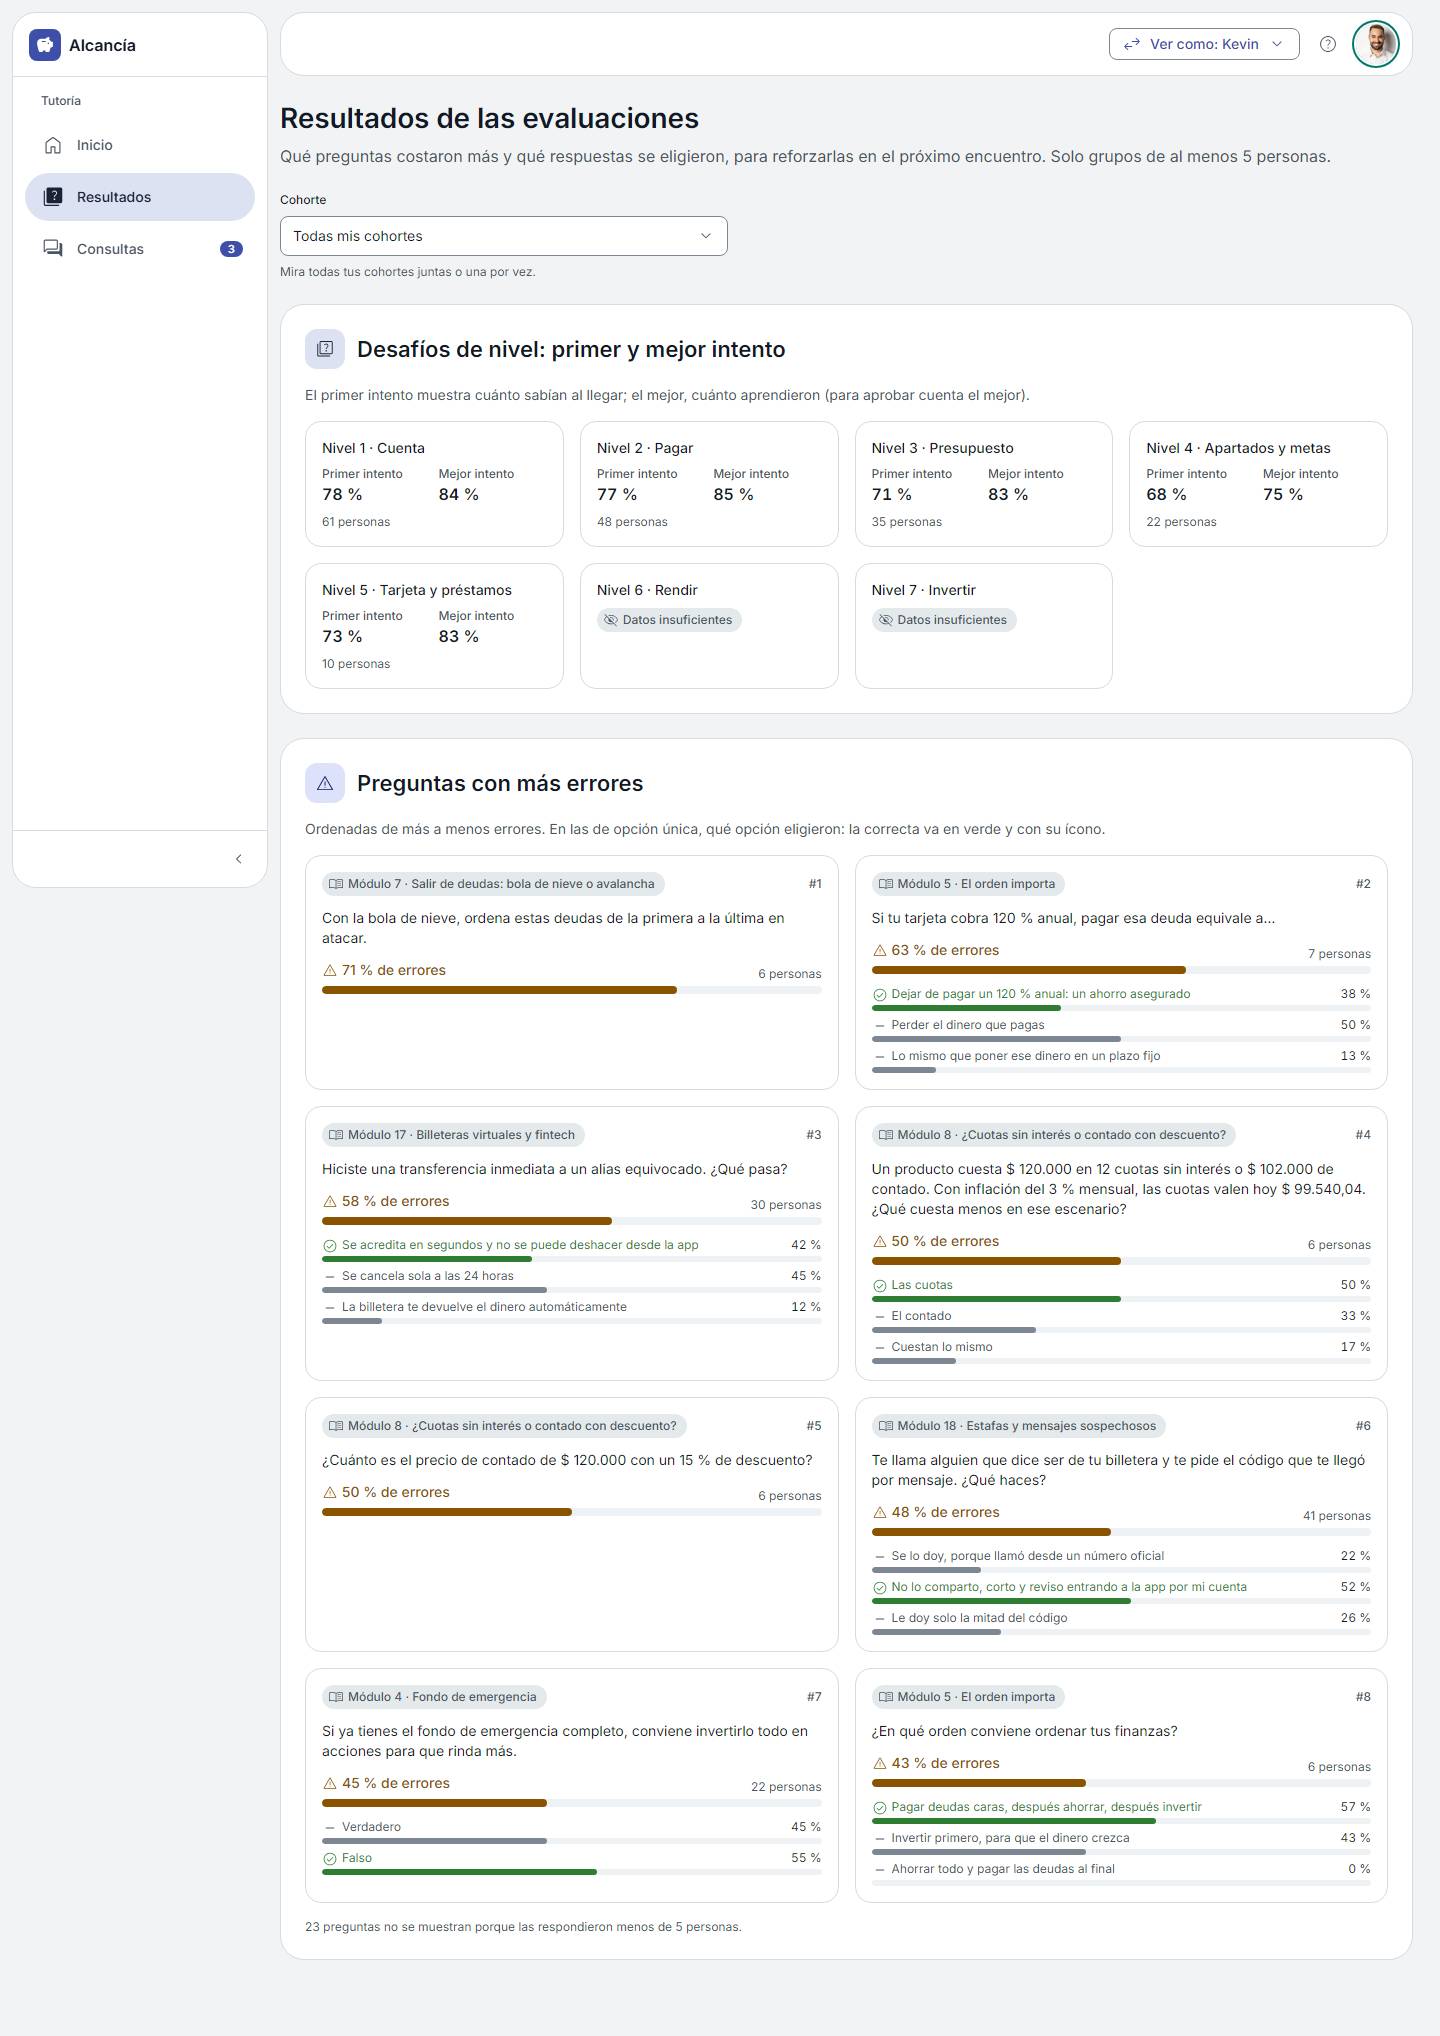 Alcancía
Ver como: Kevin
Tutoría
Inicio
Resultados
Consultas
3
Resultados de las evaluaciones
Qué preguntas costaron más y qué respuestas se eligieron, para reforzarlas en el próximo encuentro. Solo grupos de al menos 5 personas.
Cohorte
Todas mis cohortes
Mira todas tus cohortes juntas o una por vez.
Desafíos de nivel: primer y mejor intento
El primer intento muestra cuánto sabían al llegar; el mejor, cuánto aprendieron (para aprobar cuenta el mejor).
Nivel 1 · Cuenta
Primer intento Mejor intento
78 % 84 %
61 personas
Nivel 2 · Pagar
Primer intento Mejor intento
77 % 85 %
48 personas
Nivel 3 · Presupuesto
Primer intento Mejor intento
71 % 83 %
35 personas
Nivel 4 · Apartados y metas
Primer intento Mejor intento
68 % 75 %
22 personas
Nivel 5 · Tarjeta y préstamos
Primer intento Mejor intento
73 % 83 %
10 personas
Nivel 6 · Rendir
Datos insuficientes
Nivel 7 · Invertir
Datos insuficientes
Preguntas con más errores
Ordenadas de más a menos errores. En las de opción única, qué opción eligieron: la correcta va en verde y con su ícono.
Módulo 7 · Salir de deudas: bola de nieve o avalancha #1
Con la bola de nieve, ordena estas deudas de la primera a la última en
atacar.
71 % de errores 6 personas
Módulo 5 · El orden importa #2
Si tu tarjeta cobra 120 % anual, pagar esa deuda equivale a…
63 % de errores 7 personas
Dejar de pagar un 120 % anual: un ahorro asegurado 38 %
Perder el dinero que pagas 50 %
Lo mismo que poner ese dinero en un plazo fijo 13 %
Módulo 17 · Billeteras virtuales y fintech #3
Hiciste una transferencia inmediata a un alias equivocado. ¿Qué pasa?
58 % de errores 30 personas
Se acredita en segundos y no se puede deshacer desde la app 42 %
Se cancela sola a las 24 horas 45 %
La billetera te devuelve el dinero automáticamente 12 %
Módulo 8 · ¿Cuotas sin interés o contado con descuento? #4
Un producto cuesta $ 120.000 en 12 cuotas sin interés o $ 102.000 de
contado. Con inflación del 3 % mensual, las cuotas valen hoy $ 99.540,04.
¿Qué cuesta menos en ese escenario?
50 % de errores 6 personas
Las cuotas 50 %
El contado 33 %
Cuestan lo mismo 17 %
Módulo 8 · ¿Cuotas sin interés o contado con descuento? #5
¿Cuánto es el precio de contado de $ 120.000 con un 15 % de descuento?
50 % de errores 6 personas
Módulo 18 · Estafas y mensajes sospechosos #6
Te llama alguien que dice ser de tu billetera y te pide el código que te llegó
por mensaje. ¿Qué haces?
48 % de errores 41 personas
Se lo doy, porque llamó desde un número oficial 22 %
No lo comparto, corto y reviso entrando a la app por mi cuenta 52 %
Le doy solo la mitad del código 26 %
Módulo 4 · Fondo de emergencia #7
Si ya tienes el fondo de emergencia completo, conviene invertirlo todo en
acciones para que rinda más.
45 % de errores 22 personas
Verdadero 45 %
Falso 55 %
Módulo 5 · El orden importa #8
¿En qué orden conviene ordenar tus finanzas?
43 % de errores 6 personas
Pagar deudas caras, después ahorrar, después invertir 57 %
Invertir primero, para que el dinero crezca 43 %
Ahorrar todo y pagar las deudas al final 0 %
23 preguntas no se muestran porque las respondieron menos de 5 personas.